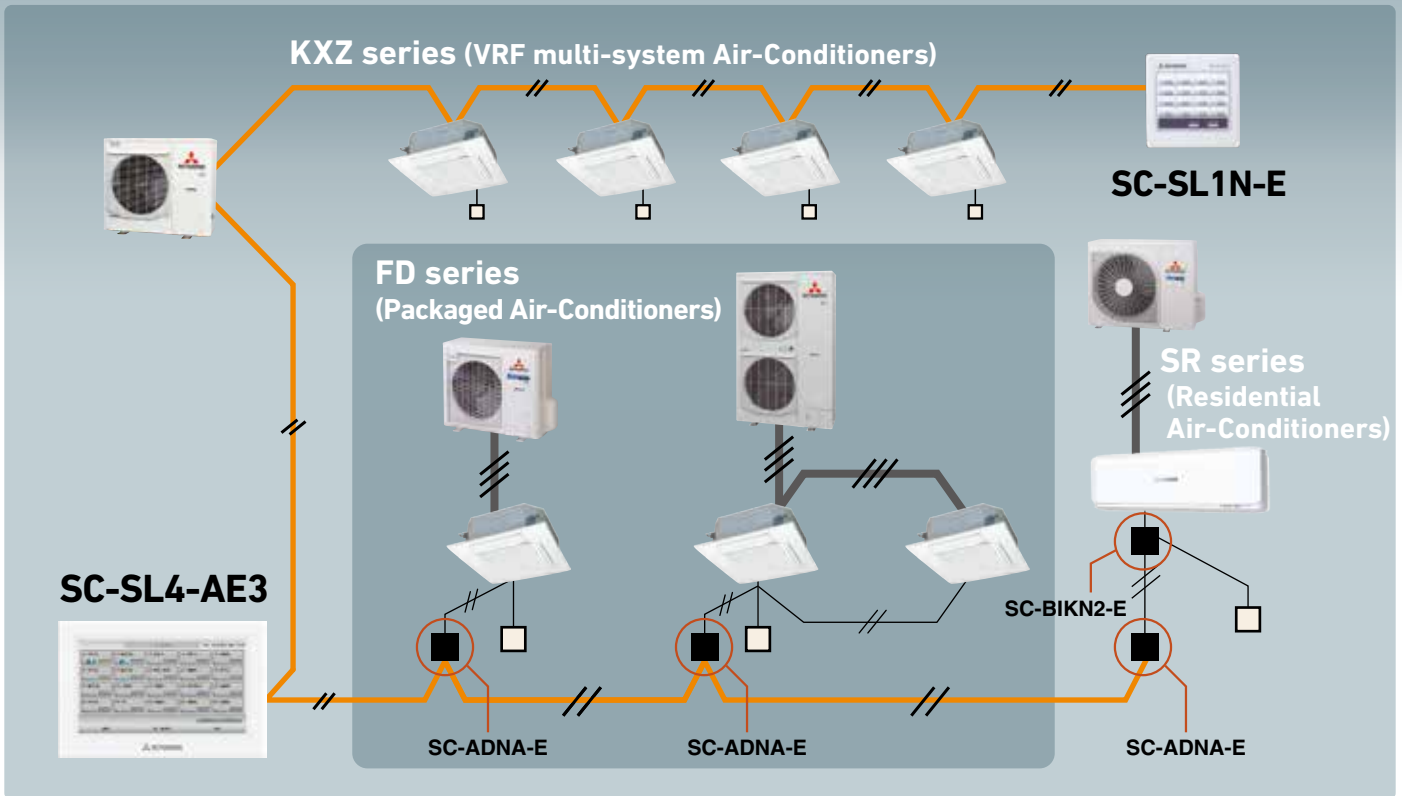 KXZ series (VRF multi-system Air-Conditioners)
SC-SL1N-E
FD series
(Packaged Air-Conditioners)
SR series
(Residential
Air-Conditioners)
SC-SL4-AE3
SC-BIKN2-E
SC-ADNA-E
SC-ADNA-E
SC-ADNA-E